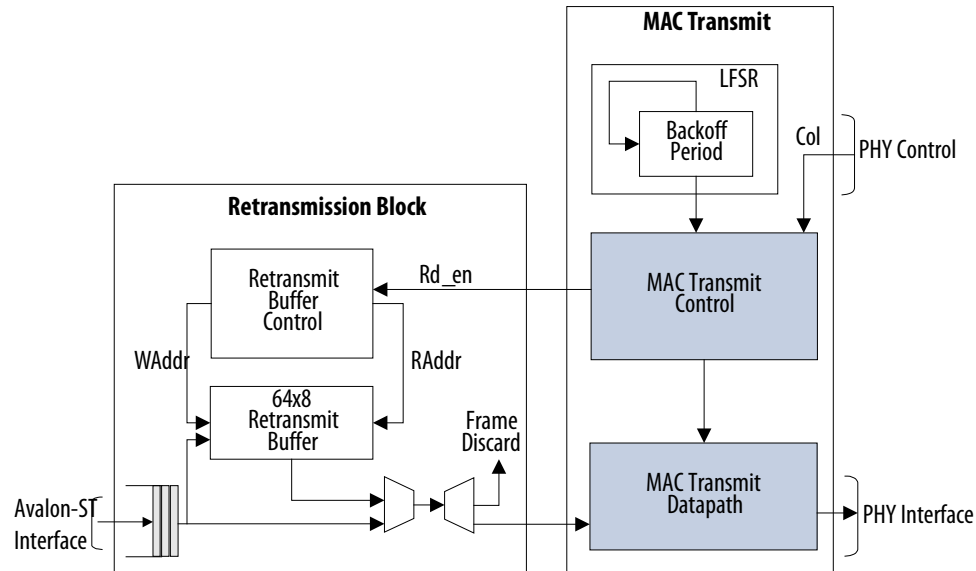 MAC Transmit
LFSR
Backoff
Period
Col
PHY Control
Retransmission Block
Retransmit
Buffer
Control
Rd_en
MAC Transmit
Control
WAddr
RAddr
64x8
Retransmit
Buffer
Frame
Discard
MAC Transmit
Datapath
Avalon-ST
Interface
PHY Interface